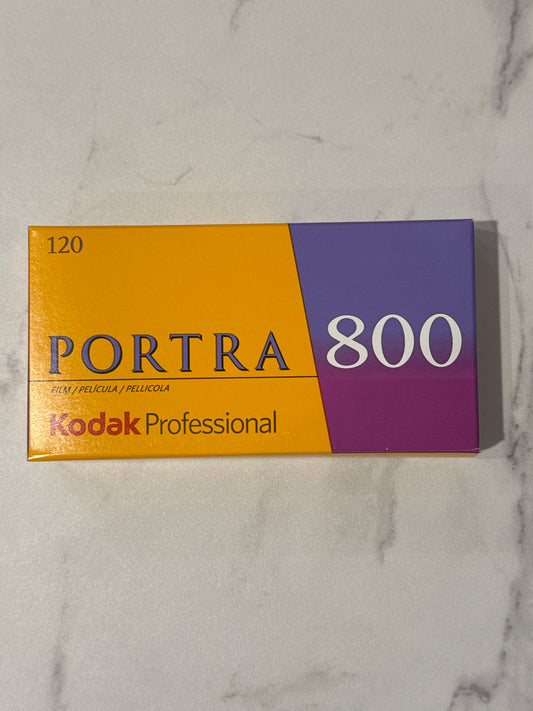 120
PORTRA 800
FILM / PELÍCULA / PELLICOLA
Kodak Professional